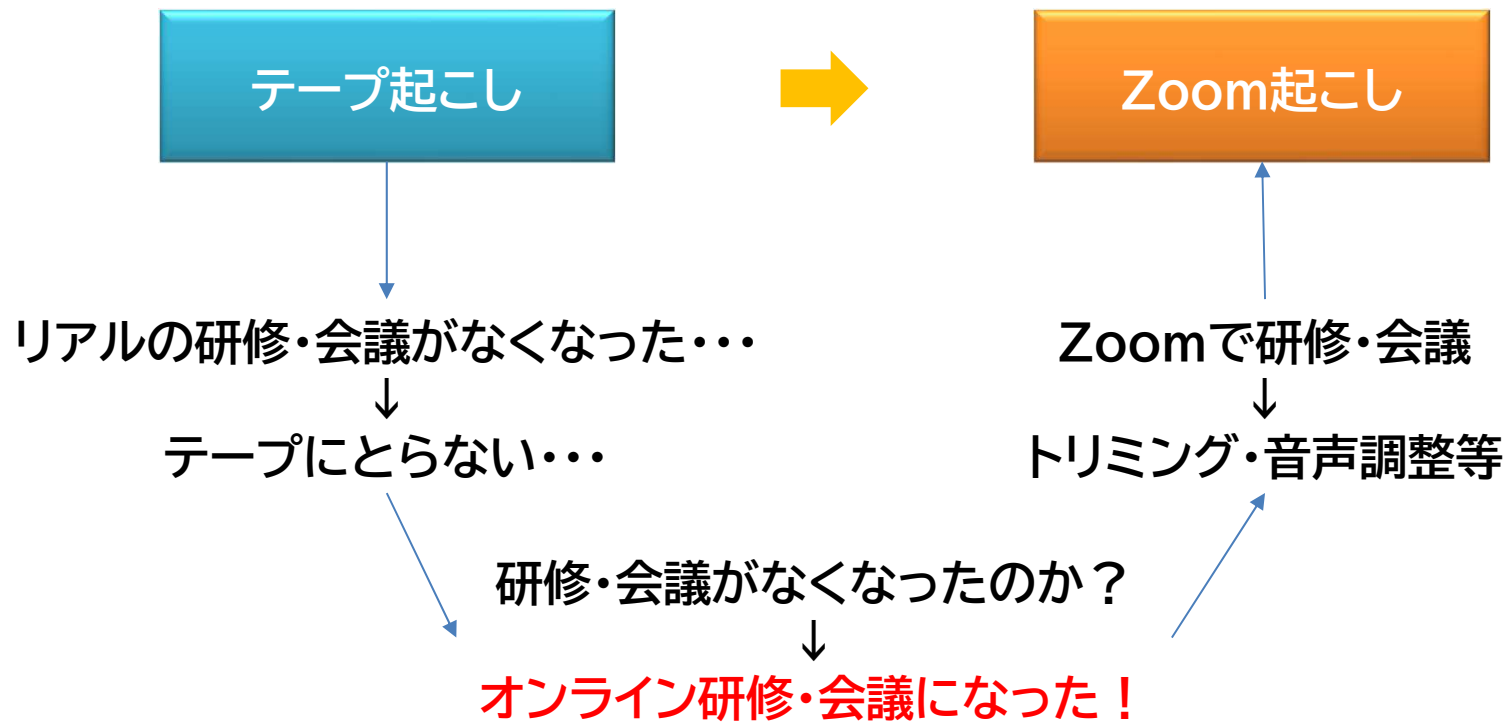 テープ起こし
Zoom起こし
リアルの研修・会議がなくなった・・・
↓
テープにとらない・・・
研修・会議がなくなったのか？
↓
オンライン研修・会議になった！
Zoomで研修・会議
↓
トリミング・音声調整等